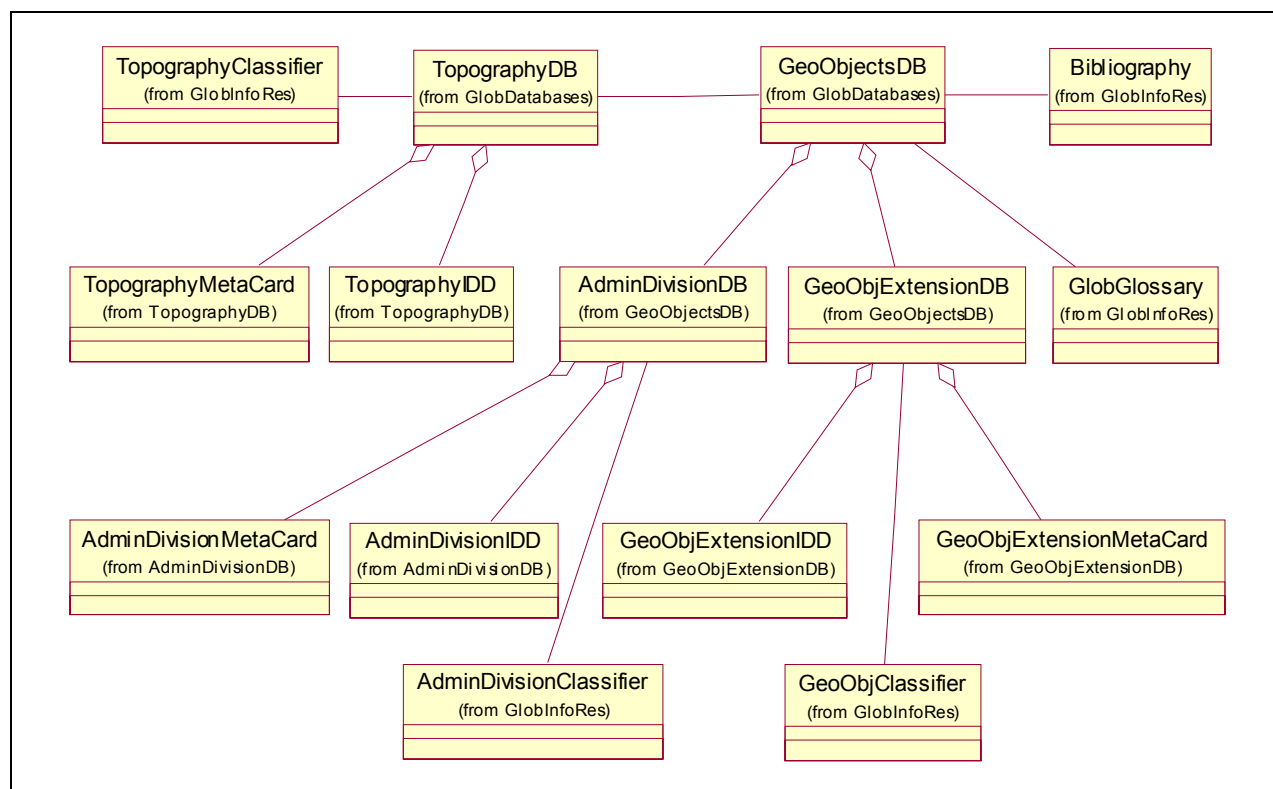 TopographyClassifier
(from GlobInfoRes)
TopographyDB
(from GlobDatabases)
GeoObjectsDB
(from GlobDatabases)
Bibliography
(from GlobInfoRes)
TopographyMetaCard
(from TopographyDB)
TopographyIDD
(from TopographyDB)
AdminDivisionDB
(from GeoObjectsDB)
GeoObjExtensionDB
(from GeoObjectsDB)
GlobGlossary
(from GlobInfoRes)
AdminDivisionMetaCard
(from AdminDivisionDB)
AdminDivisionIDD
(from AdminDivisionDB)
GeoObjExtensionIDD
(from GeoObjExtensionDB)
GeoObjExtensionMetaCard
(from GeoObjExtensionDB)
AdminDivisionClassifier
(from GlobInfoRes)
GeoObjClassifier
(from GlobInfoRes)